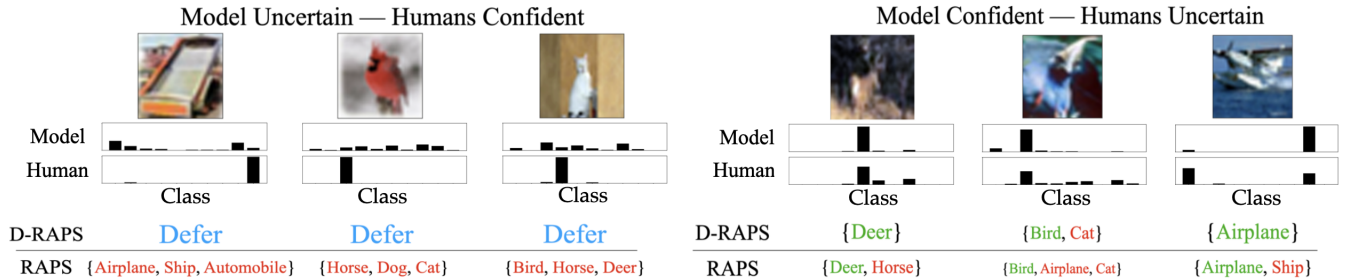 Model Uncertain — Humans Confident
Model
Human
Class Class Class
D-RAPS Defer Defer Defer
RAPS {Airplane, Ship, Automobile} {Horse, Dog, Cat} {Bird, Horse, Deer}
Model Confident — Humans Uncertain
Model
Human
Class Class Class
D-RAPS {Deer} {Bird, Cat} {Airplane}
RAPS {Deer, Horse} {Bird, Airplane, Cat} {Airplane, Ship}